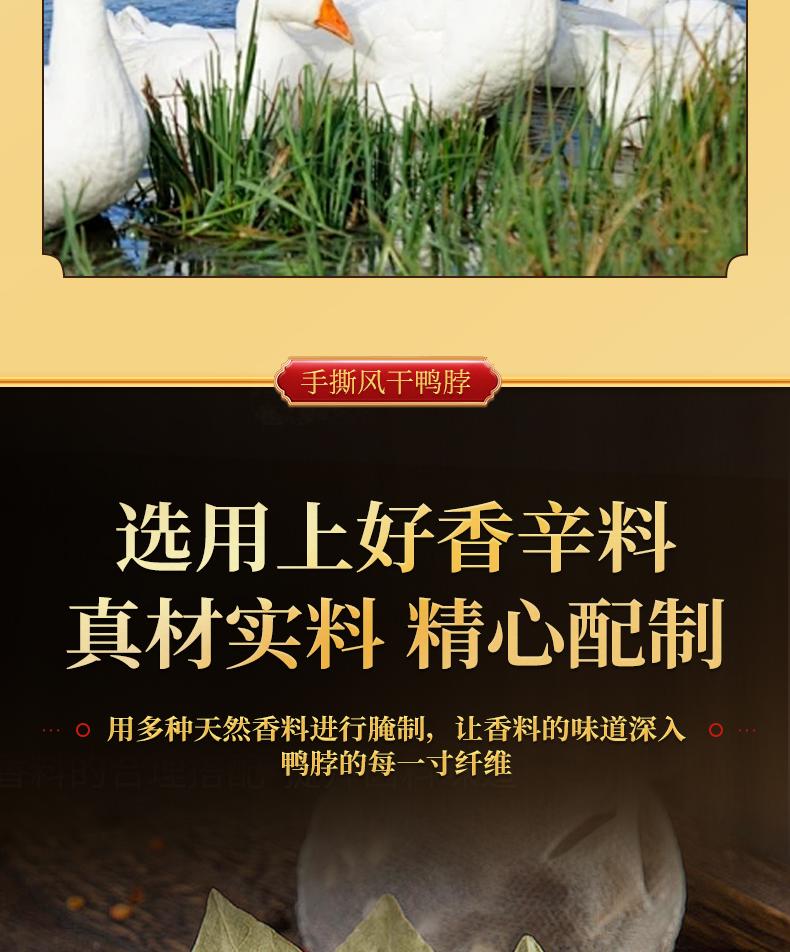 手撕风干鸭脖
选用上好香辛料
真材实料 精心配制
用多种天然香料进行腌制，让香料的味道深入
鸭脖的每一寸纤维